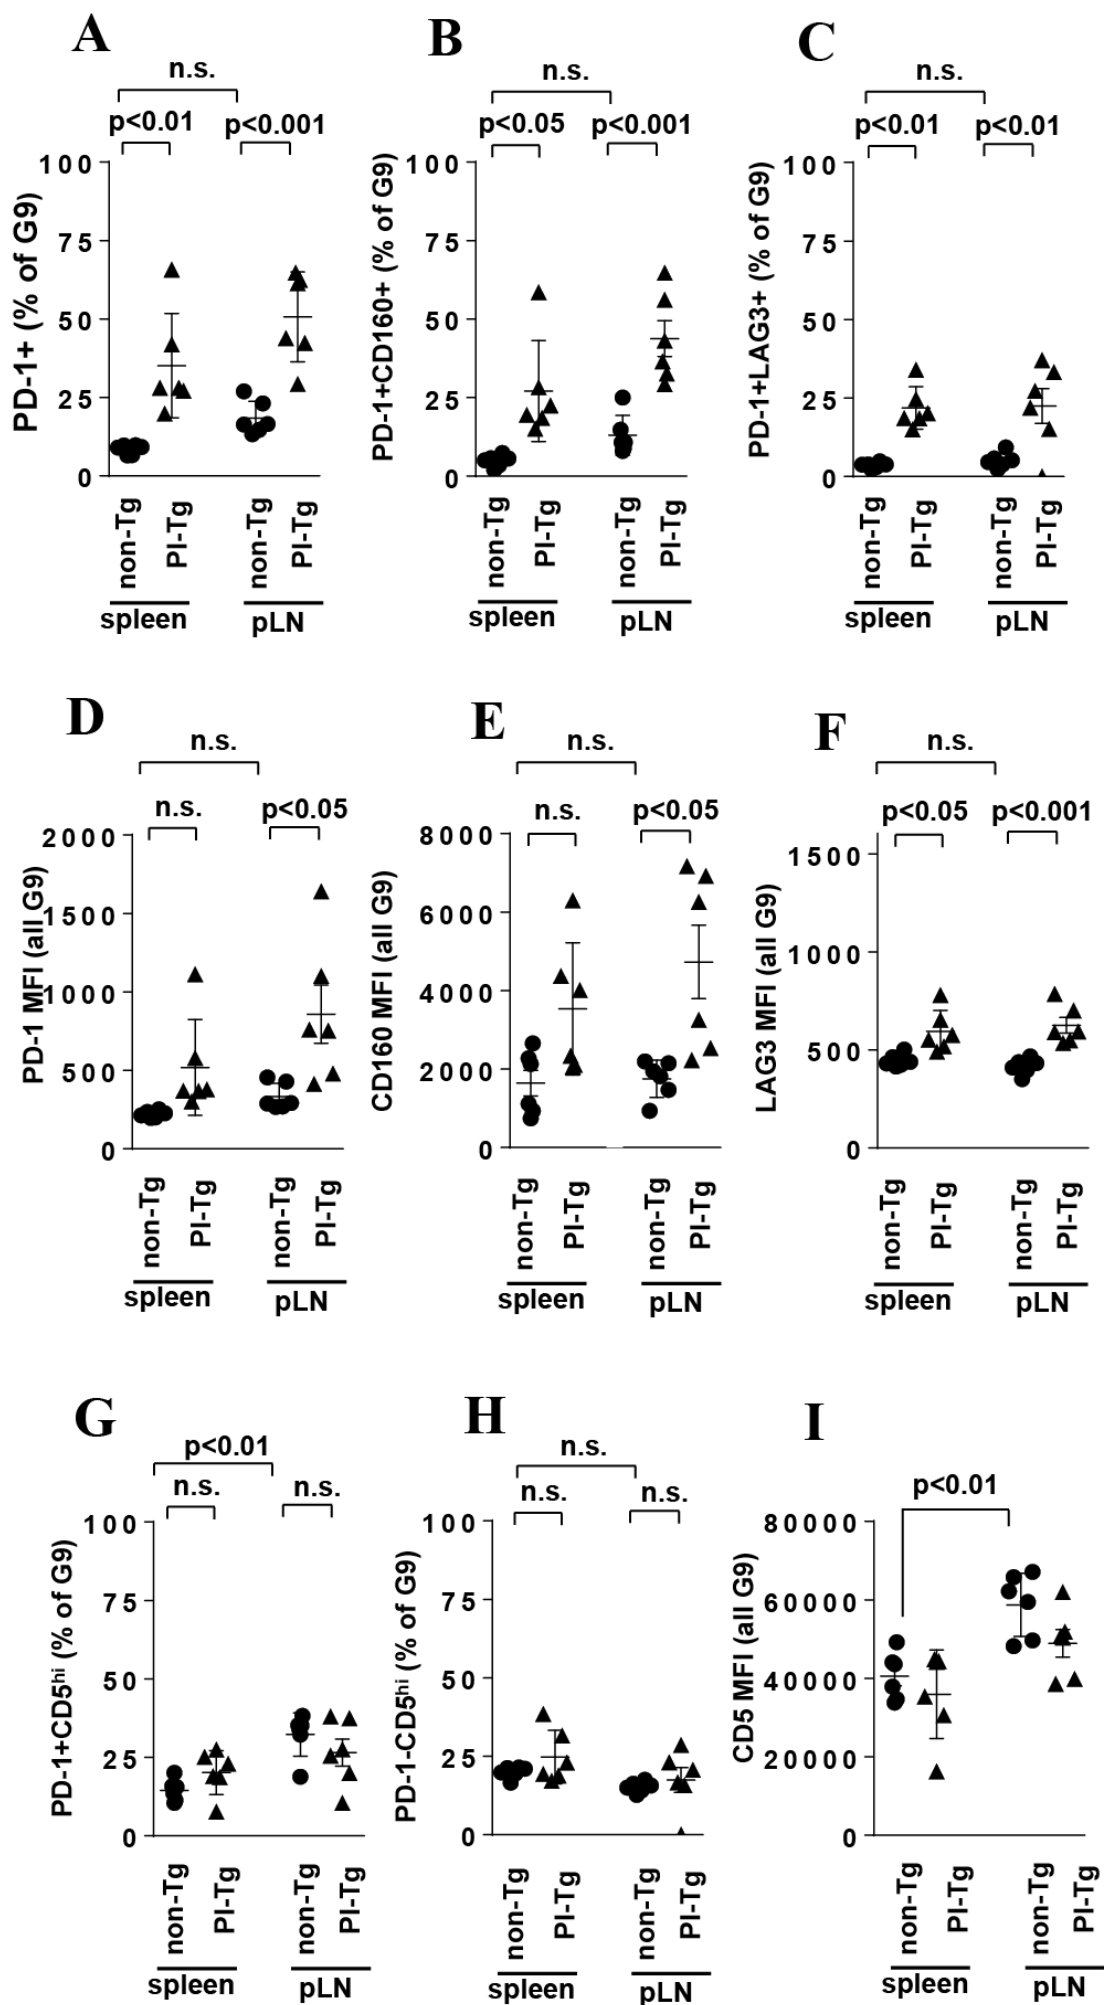 A
B
C
n.s.
n.s.
n.s.
p<0.01
p<0.001
p<0.05
p<0.001
p<0.01
p<0.01
PD-1+ (% of G9)
100
75
50
25
0
PD-1+CD160+ (% of G9)
100
75
50
25
0
PD-1+LAG3+ (% of G9)
100
75
50
25
0
non-Tg
PI-Tg
non-Tg
PI-Tg
non-Tg
PI-Tg
non-Tg
PI-Tg
non-Tg
PI-Tg
non-Tg
PI-Tg
spleen
pLN
spleen
pLN
spleen
pLN
D
E
F
n.s.
n.s.
n.s.
n.s.
p<0.05
n.s.
p<0.05
p<0.05
p<0.001
PD-1 MFI (all G9)
2000
1500
1000
500
0
CD160 MFI (all G9)
8000
6000
4000
2000
0
LAG3 MFI (all G9)
1500
1000
500
0
non-Tg
PI-Tg
non-Tg
PI-Tg
non-Tg
PI-Tg
non-Tg
PI-Tg
non-Tg
PI-Tg
non-Tg
PI-Tg
spleen
pLN
spleen
pLN
spleen
pLN
G
H
I
p<0.01
n.s.
n.s.
n.s.
n.s.
n.s.
p<0.01
PD-1+CD5hi (% of G9)
100
75
50
25
0
PD-1-CD5hi (% of G9)
100
75
50
25
0
CD5 MFI (all G9)
80000
60000
40000
20000
0
non-Tg
PI-Tg
non-Tg
PI-Tg
non-Tg
PI-Tg
non-Tg
PI-Tg
non-Tg
PI-Tg
non-Tg
PI-Tg
spleen
pLN
spleen
pLN
spleen
pLN